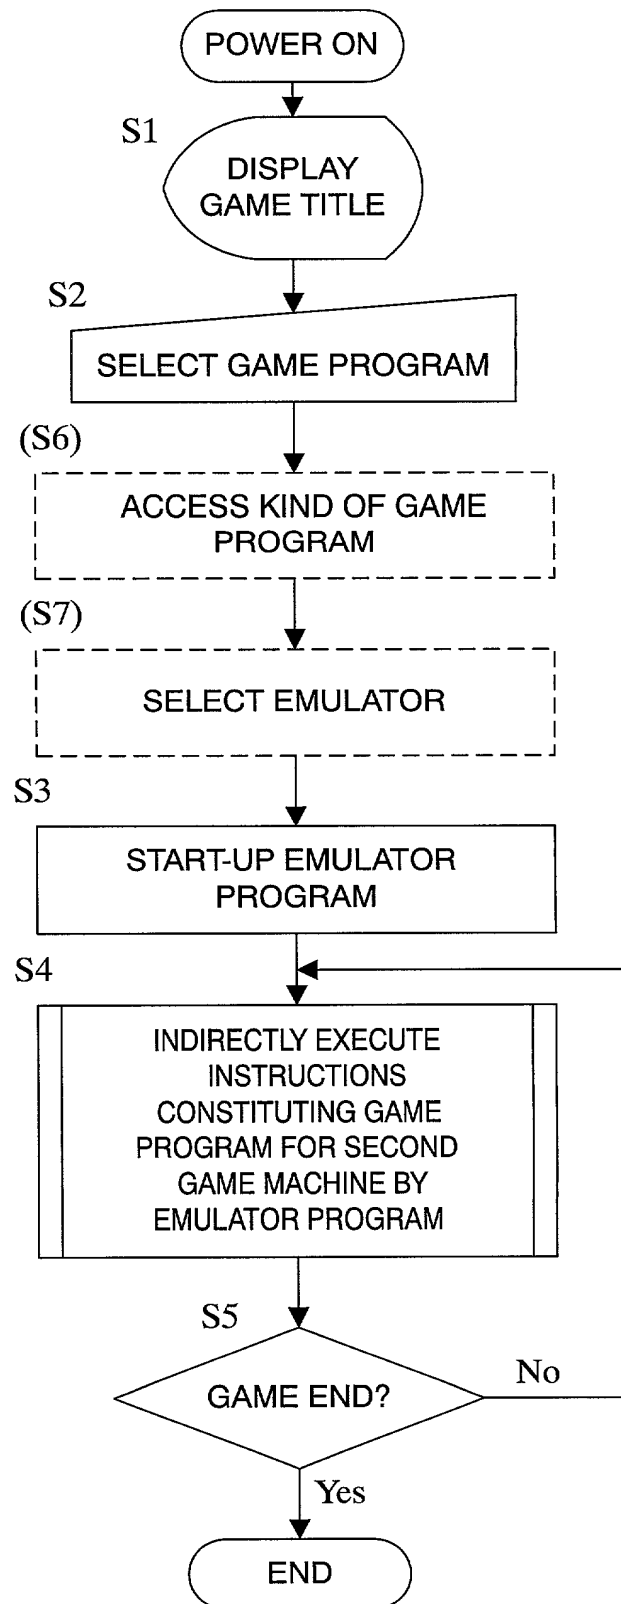 POWER ON
S1
DISPLAY
GAME TITLE
S2
SELECT GAME PROGRAM
(S6)
ACCESS KIND OF GAME
PROGRAM
(S7)
SELECT EMULATOR
S3
START-UP EMULATOR
PROGRAM
S4
INDIRECTLY EXECUTE
INSTRUCTIONS
CONSTITUTING GAME
PROGRAM FOR SECOND
GAME MACHINE BY
EMULATOR PROGRAM
S5
GAME END?
No
Yes
END